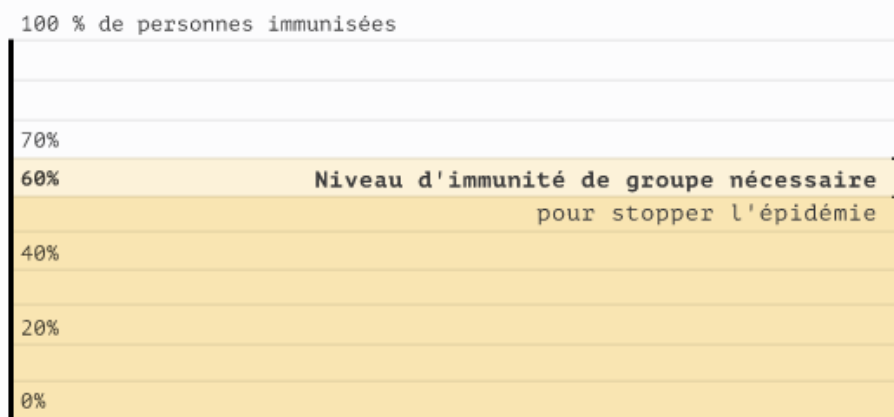 100 % de personnes immunisées
70%
60%
Niveau d'immunité de groupe nécessaire
pour stopper l'épidémie
40%
20%
0%